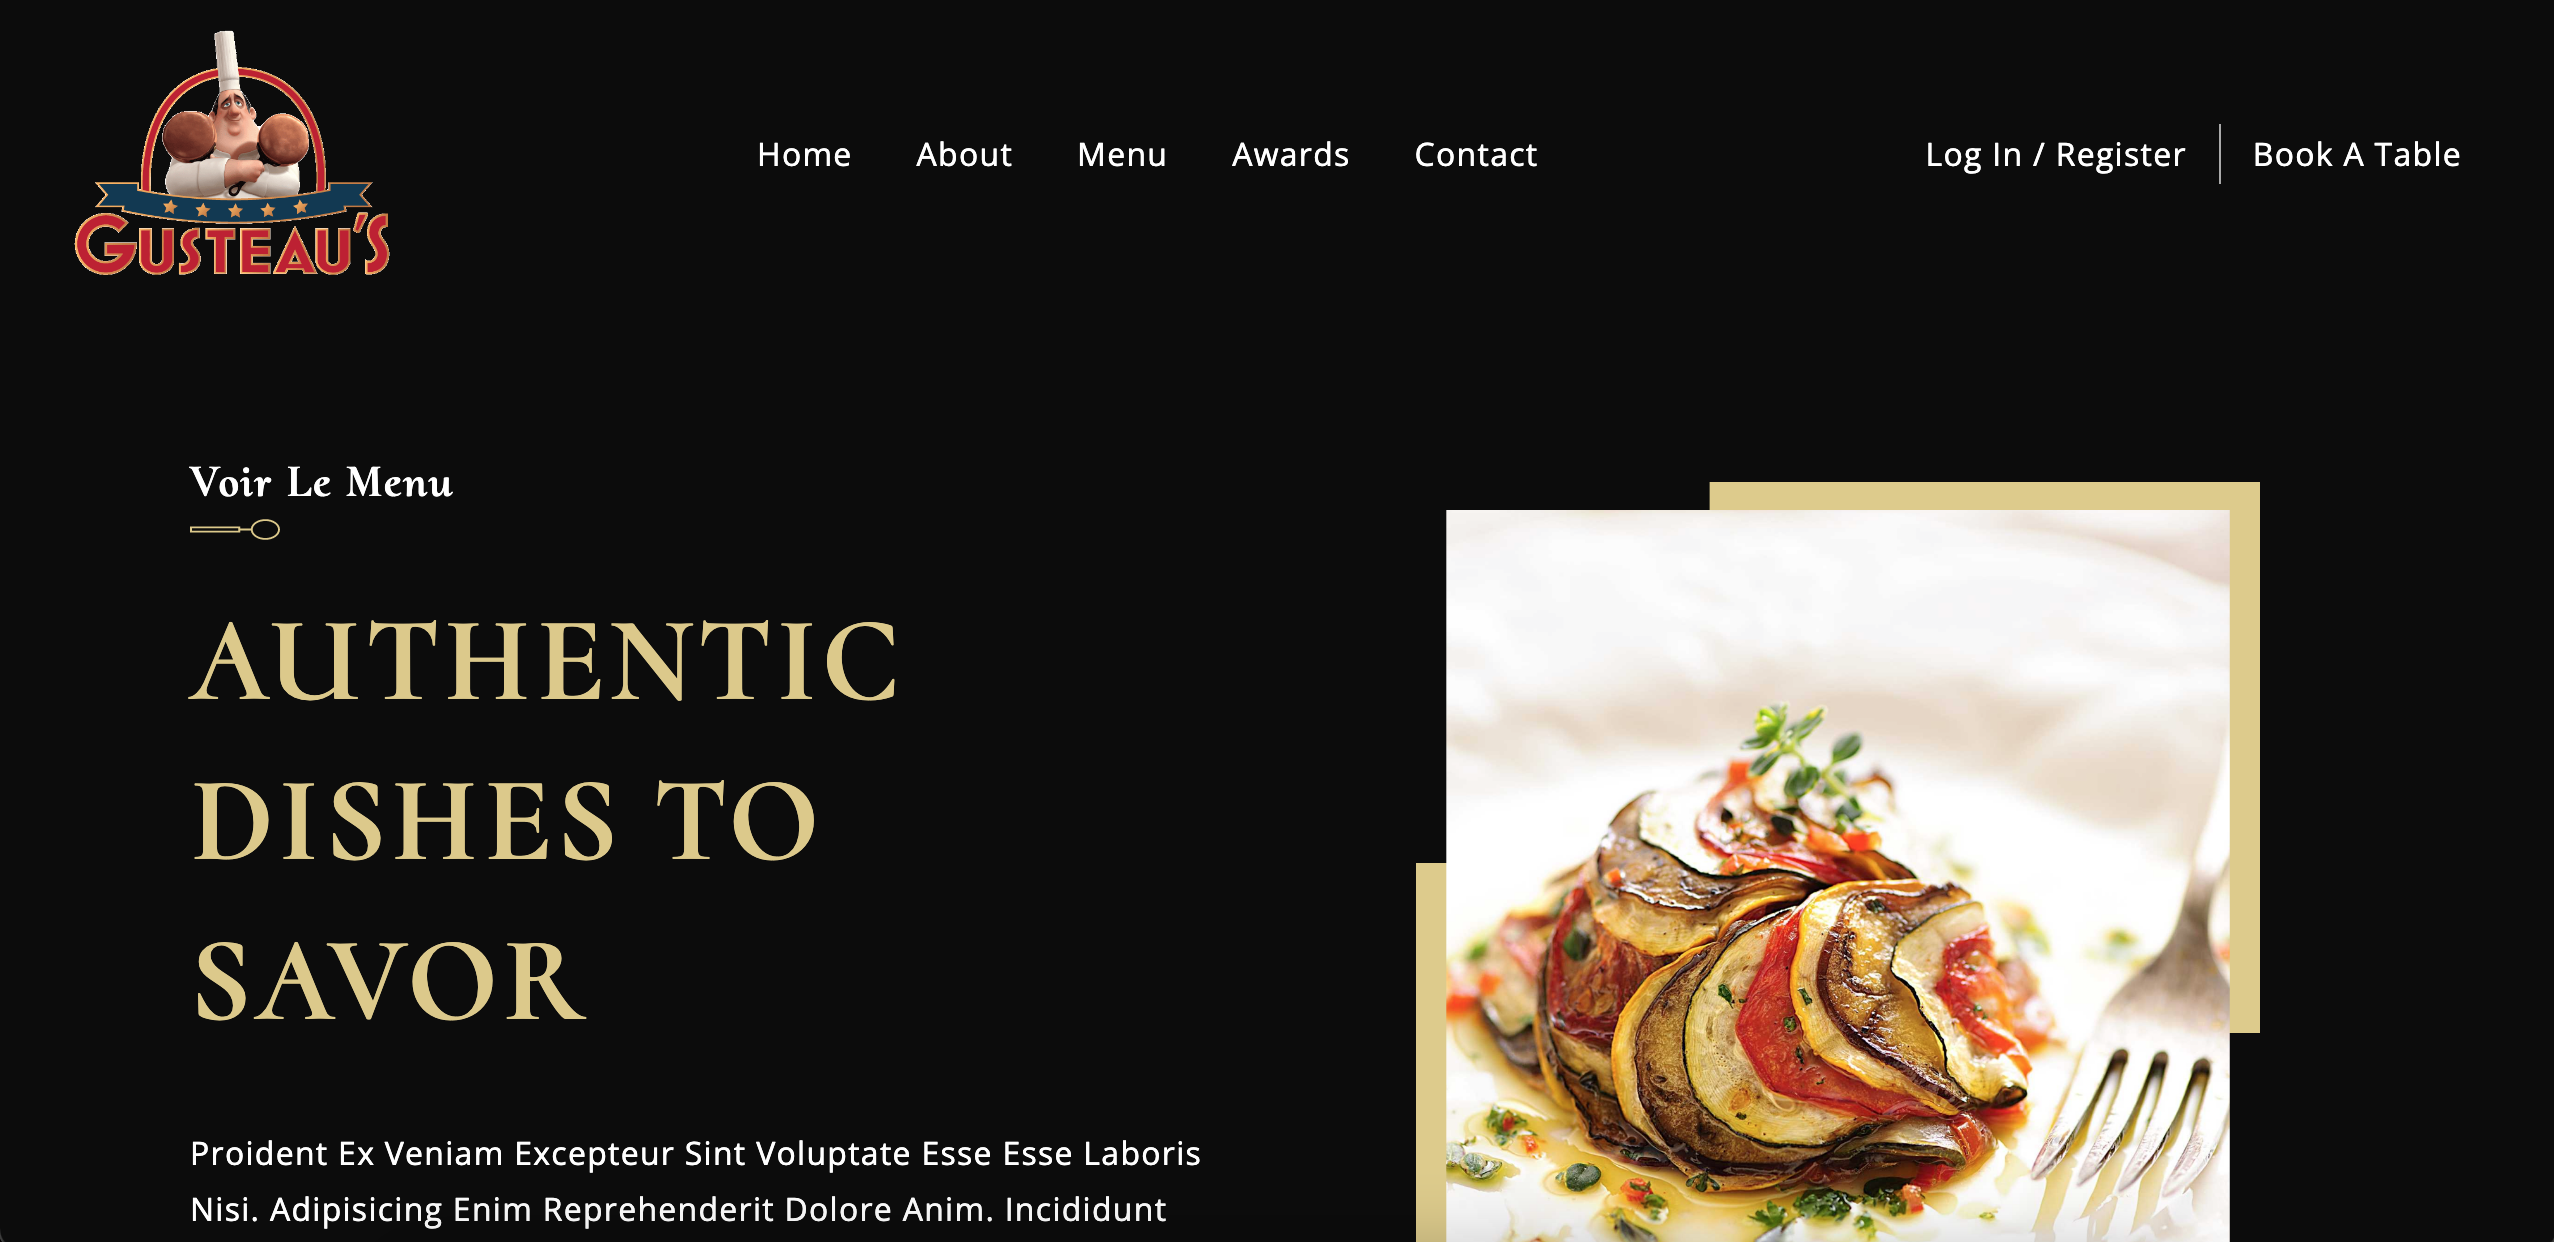 GUSTEAU'S
Home About Menu Awards Contact
Log In / Register Book A Table
Voir Le Menu
AUTHENTIC
DISHES TO
SAVOR
Proident Ex Veniam Excepteur Sint Voluptate Esse Esse Laboris
Nisi. Adipisicing Enim Reprehenderit Dolore Anim. Incididunt